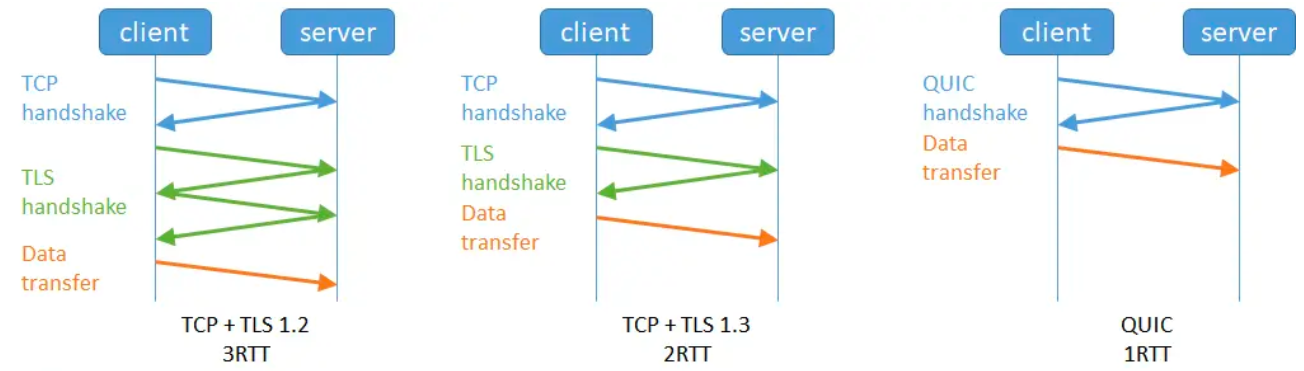 client
server
TCP
handshake
TLS
handshake
Data
transfer
TCP + TLS 1.2
3RTT
client
server
TCP
handshake
TLS
handshake
Data
transfer
TCP + TLS 1.3
2RTT
client
server
QUIC
handshake
Data
transfer
QUIC
1RTT